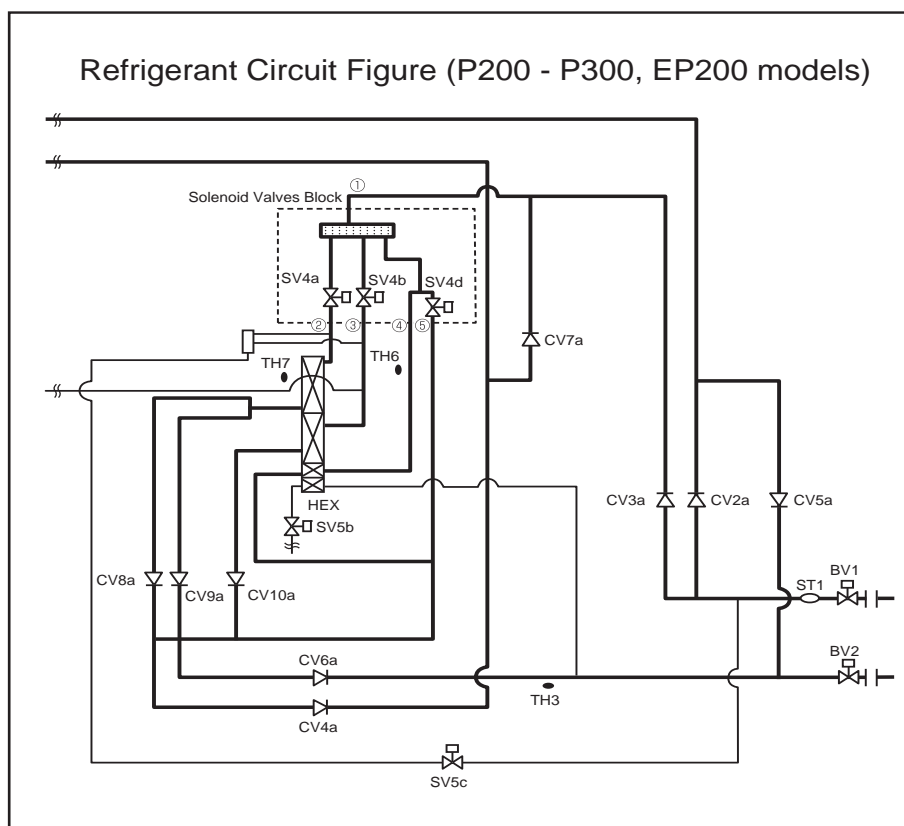 Refrigerant Circuit Figure (P200 - P300, EP200 models)
①
Solenoid Valves Block
SV4a
SV4b
SV4d
② ③ ④ ⑤
CV7a
TH7
TH6
HEX
SV5b
CV3a
CV2a
CV5a
CV8a
CV9a
CV10a
ST1
BV1
CV6a
BV2
TH3
CV4a
SV5c